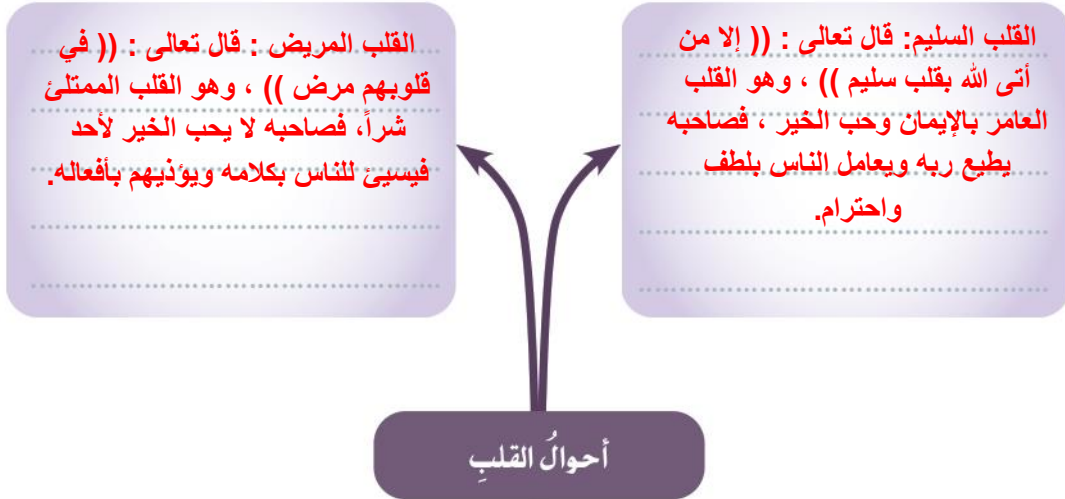 القلب السليم: قال تعالى : (( إلا من
أتى الله بقلب سليم )) ، وهو القلب
العامر بالإيمان وحب الخير ، فصاحبه
يطيع ربه ويعامل الناس بلطف
واحترام.
القلب المريض : قال تعالى : (( في
قلوبهم مرض )) ، وهو القلب الممتلئ
شراً، فصاحبه لا يحب الخير لأحد
فيسيئ للناس بكلامه ويؤذيهم بأفعاله.
أحوالُ القلبِ